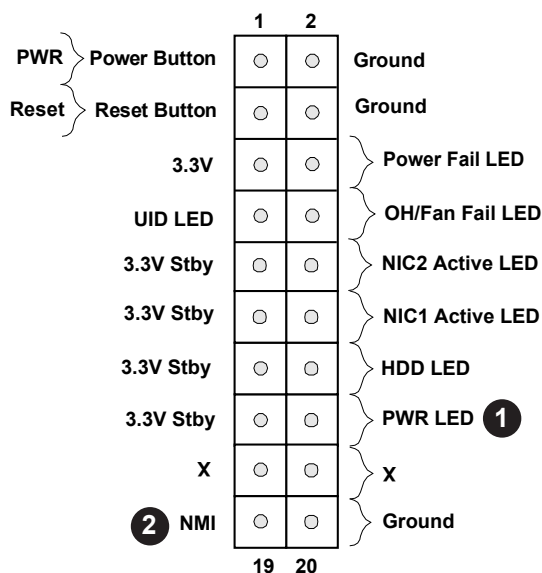 1 2
PWR Power Button Ground
Reset Reset Button Ground
3.3V Power Fail LED
UID LED OH/Fan Fail LED
3.3V Stby NIC2 Active LED
3.3V Stby NIC1 Active LED
3.3V Stby HDD LED
3.3V Stby PWR LED 1
X X
2 NMI Ground
19 20